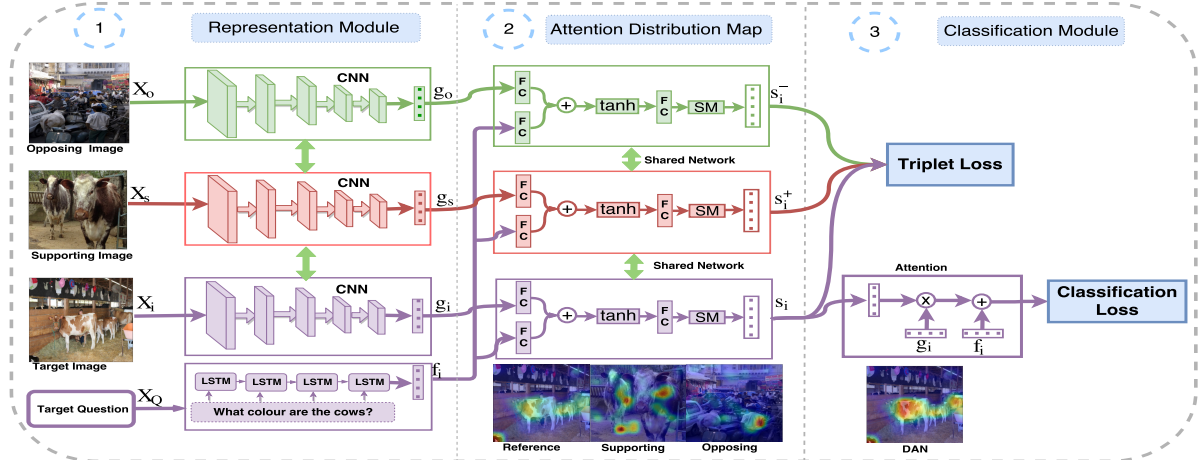 1
Representation Module
2
Attention Distribution Map
3
Classification Module
Xo
CNN
go
FC
FC
+
tanh
FC
SM
si−
Opposing Image
Shared Network
Triplet Loss
Xs
CNN
gs
FC
FC
+
tanh
FC
SM
si+
Supporting Image
Shared Network
Attention
Xi
CNN
gi
FC
FC
+
tanh
FC
SM
si
x
+
gi
fi
Classification
Loss
Target Image
fi
LSTM
LSTM
LSTM
LSTM
Target Question
XQ
What colour are the cows?
Reference
Supporting
Opposing
DAN